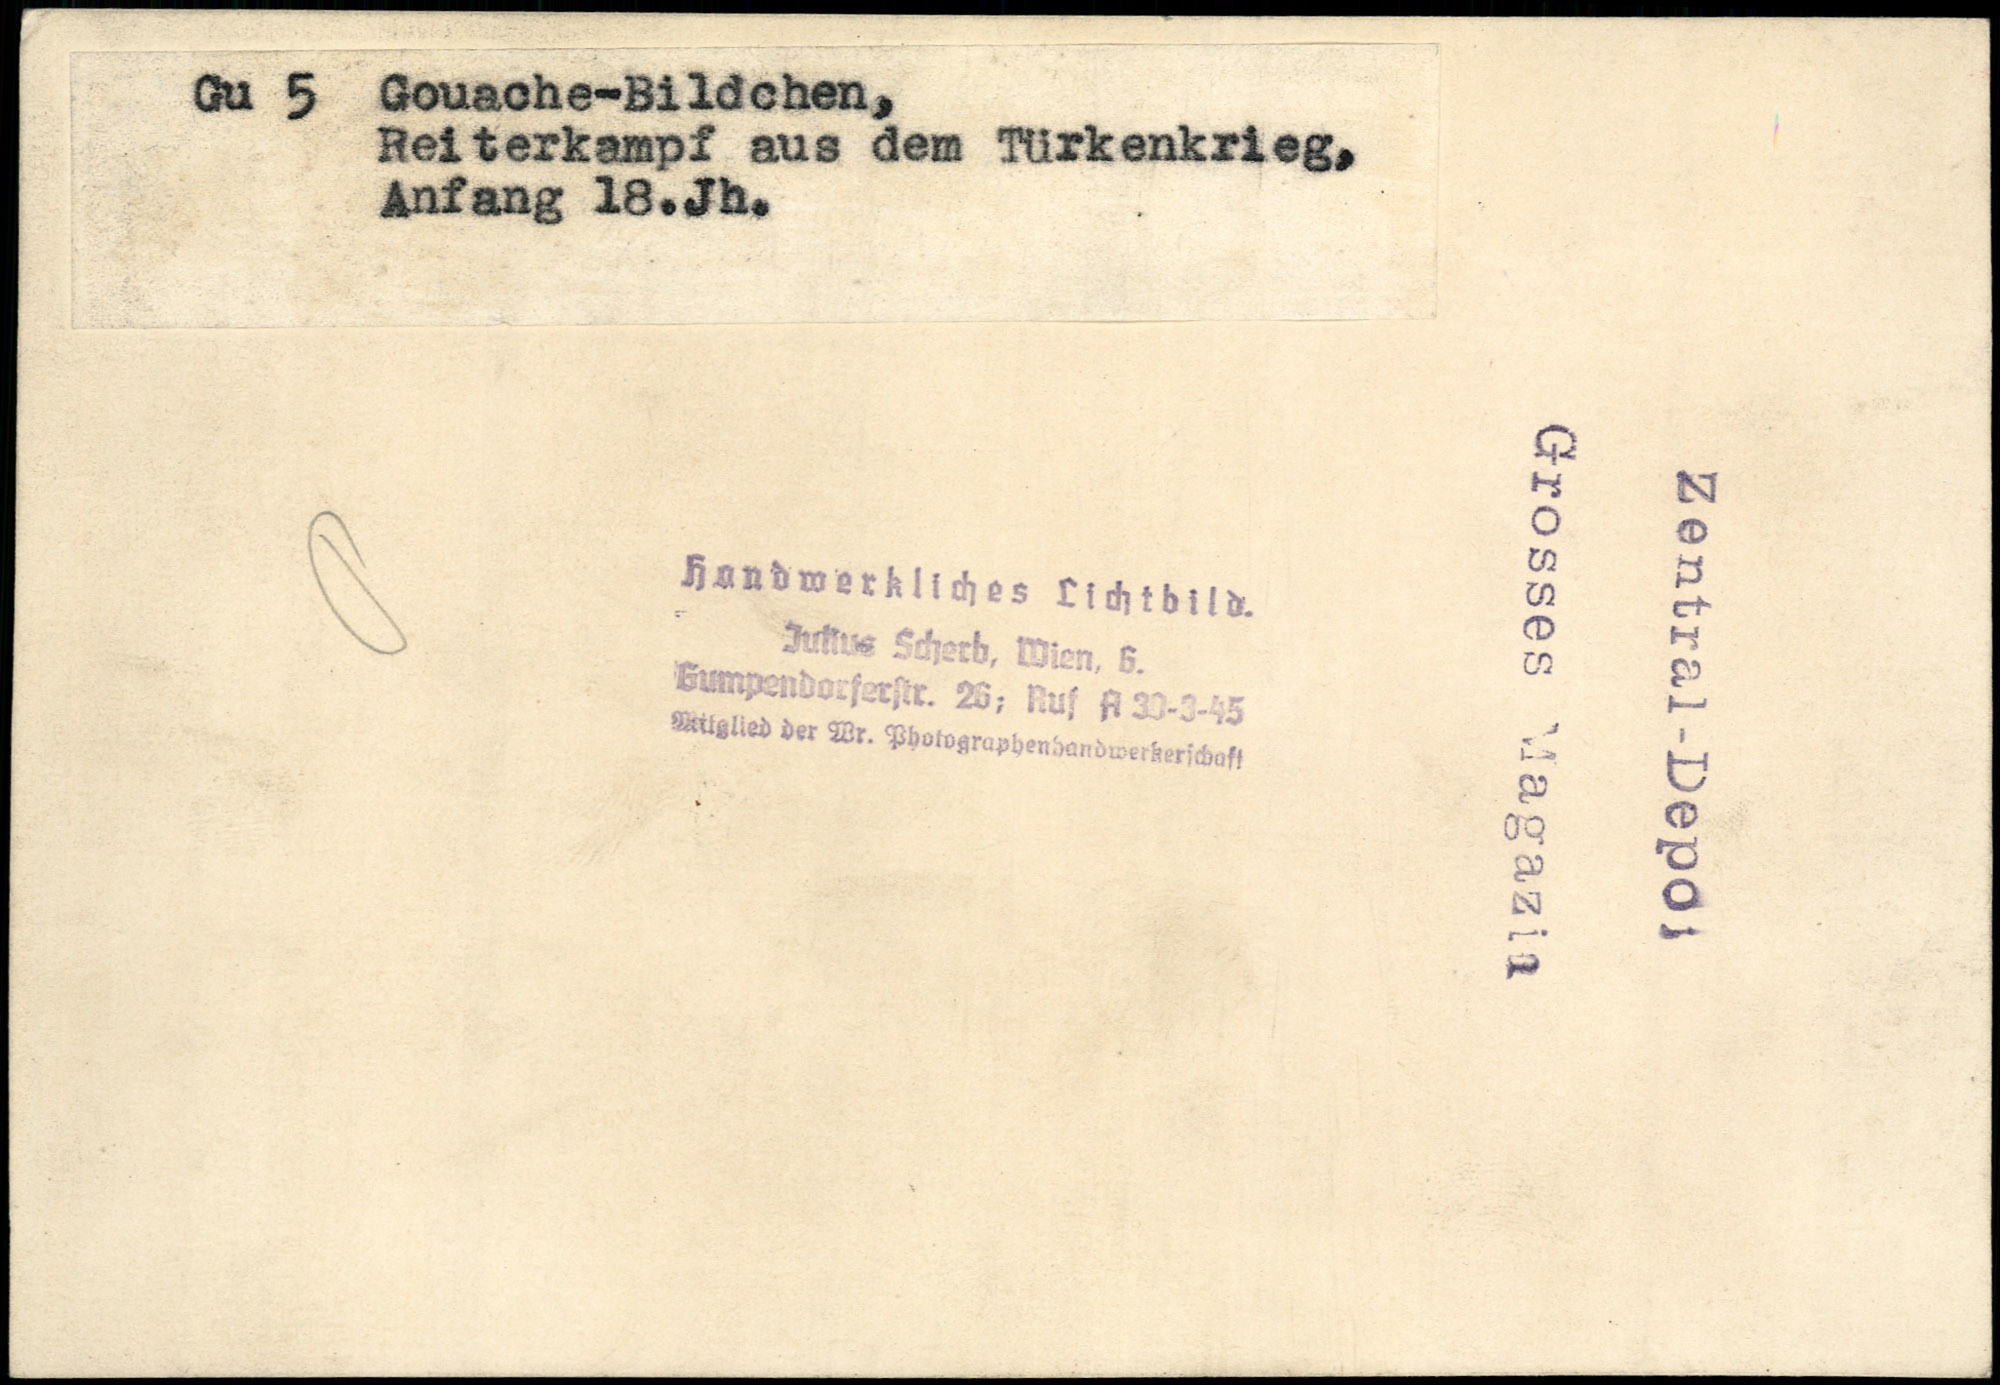 Gu 5 Gouache-Bildchen,
Reiterkampf aus dem Türkenkrieg,
Anfang 18.Jh.
Handwerkliches Lichtbild.
Julius Scherb, Wien, 6.
Gumpendorferstr. 26; Ruf A 30-3-45
Mitglied der Wr. Photographenhandwerkerschaft
Zentral-Depot
Grosses Magazin